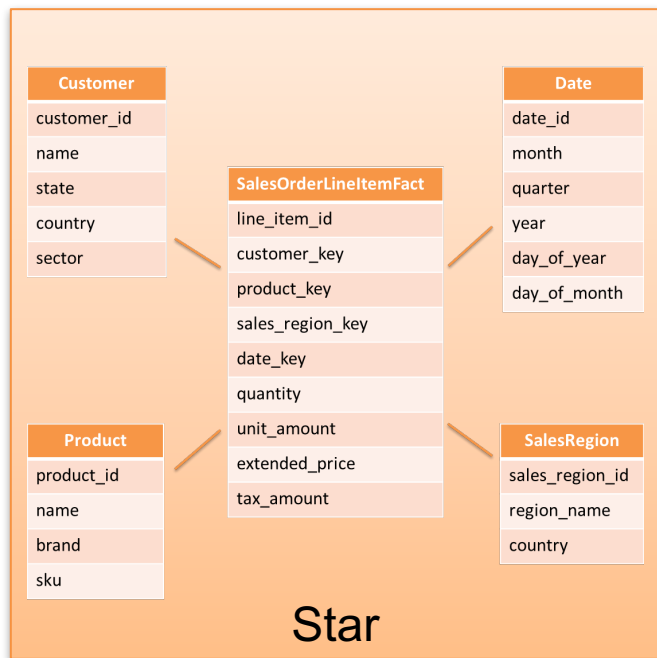 Customer
customer_id
name
state
country
sector
Date
date_id
month
quarter
year
day_of_year
day_of_month
SalesOrderLineItemFact
line_item_id
customer_key
product_key
sales_region_key
date_key
quantity
unit_amount
extended_price
tax_amount
Product
product_id
name
brand
sku
SalesRegion
sales_region_id
region_name
country
Star